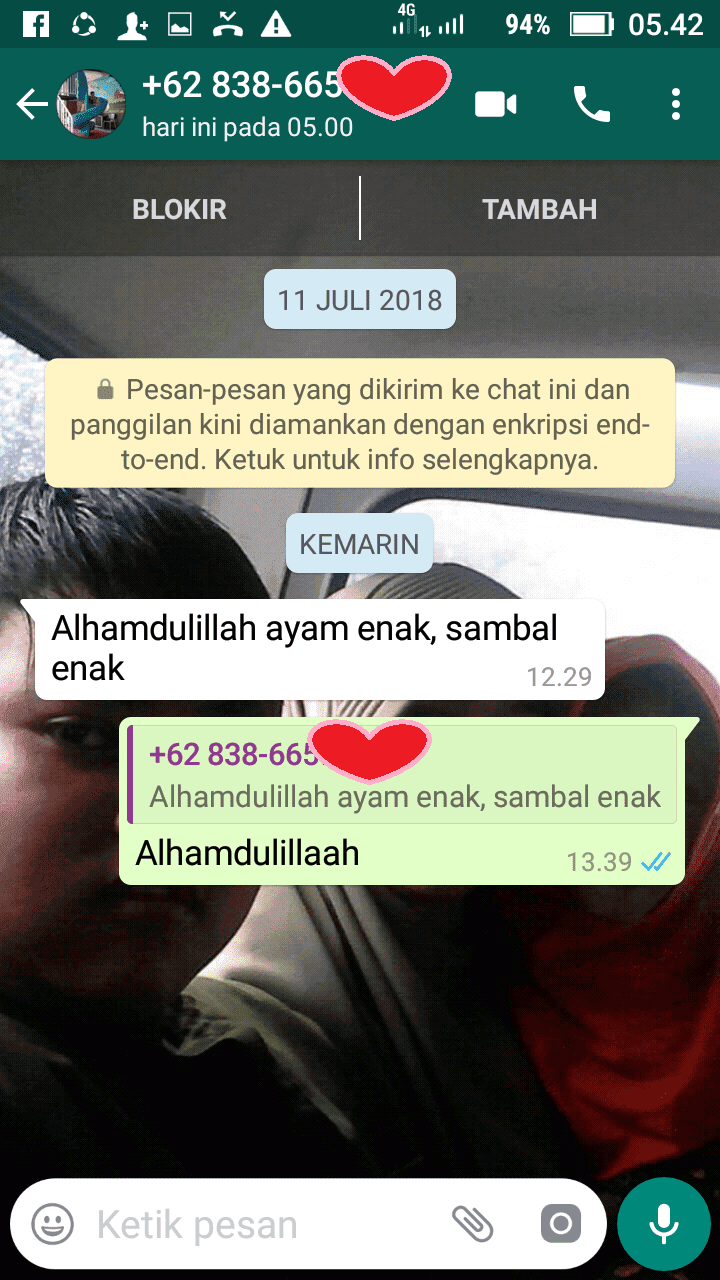 4G
94%
05.42
+62 838-665
hari ini pada 05.00
BLOKIR
TAMBAH
11 JULI 2018
Pesan-pesan yang dikirim ke chat ini dan
panggilan kini diamankan dengan enkripsi end-
to-end. Ketuk untuk info selengkapnya.
KEMARIN
Alhamdulillah ayam enak, sambal
enak
12.29
+62 838-665
Alhamdulillah ayam enak, sambal enak
Alhamdulillaah
13.39
Ketik pesan